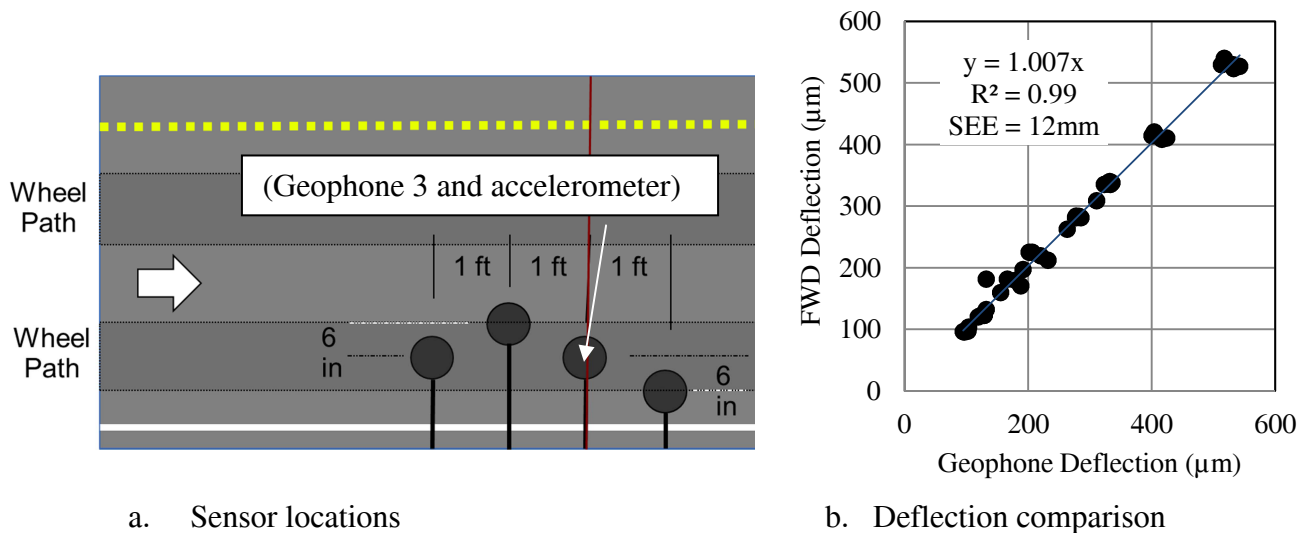 Wheel
Path
(Geophone 3 and accelerometer)
1 ft
1 ft
1 ft
Wheel
Path
6
in
6
in
a. Sensor locations
600
500
400
300
200
100
0
FWD Deflection (µm)
y = 1.007x
R² = 0.99
SEE = 12mm
0
200
400
600
Geophone Deflection (µm)
b. Deflection comparison